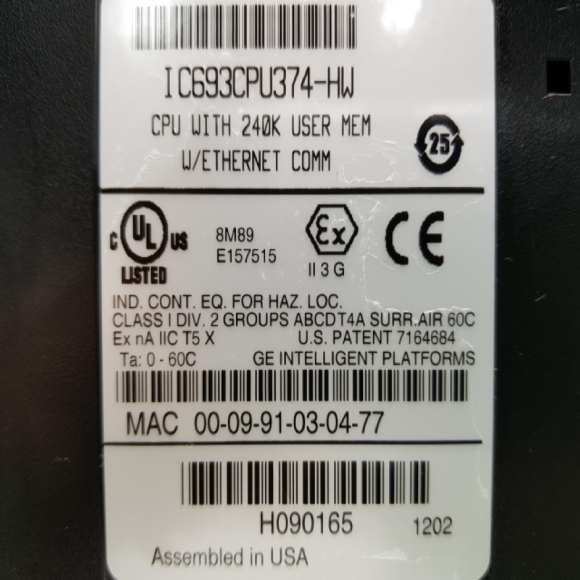 IC693CPU374-HW
CPU WITH 240K USER MEM
W/ETHERNET COMM
25
C UL US
LISTED
8M89
E157515
Ex
II 3 G
CE
IND. CONT. EQ. FOR HAZ. LOC.
CLASS I DIV. 2 GROUPS ABCDT4A SURR.AIR 60C
Ex nA IIC T5 X U.S. PATENT 7164684
Ta: 0 - 60C GE INTELLIGENT PLATFORMS
MAC 00-09-91-03-04-77
H090165 1202
Assembled in USA